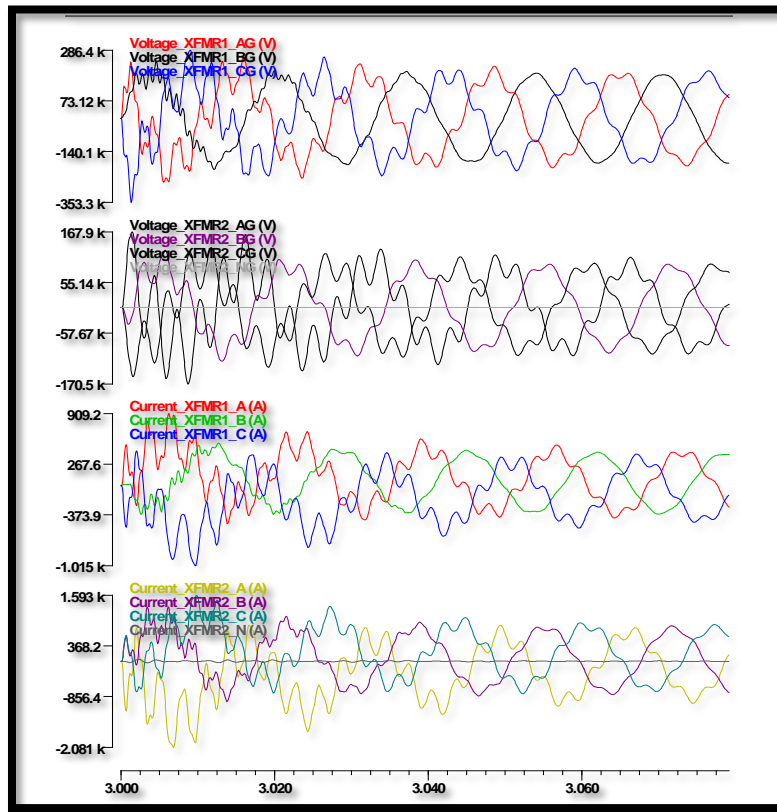 Voltage_XFMR1_AG (V)
286.4 k
Voltage_XFMR1_BG (V)
Voltage_XFMR1_CG (V)
73.12 k
-140.1 k
-353.3 k
Voltage_XFMR2_AG (V)
167.9 k
Voltage_XFMR2_BG (V)
Voltage_XFMR2_CG (V)
Voltage_XFMR2_NG (V)
55.14 k
-57.67 k
-170.5 k
Current_XFMR1_A (A)
909.2
Current_XFMR1_B (A)
Current_XFMR1_C (A)
267.6
-373.9
-1.015 k
Current_XFMR2_A (A)
1.593 k
Current_XFMR2_B (A)
Current_XFMR2_C (A)
Current_XFMR2_N (A)
368.2
-856.4
-2.081 k
3.000 3.020 3.040 3.060